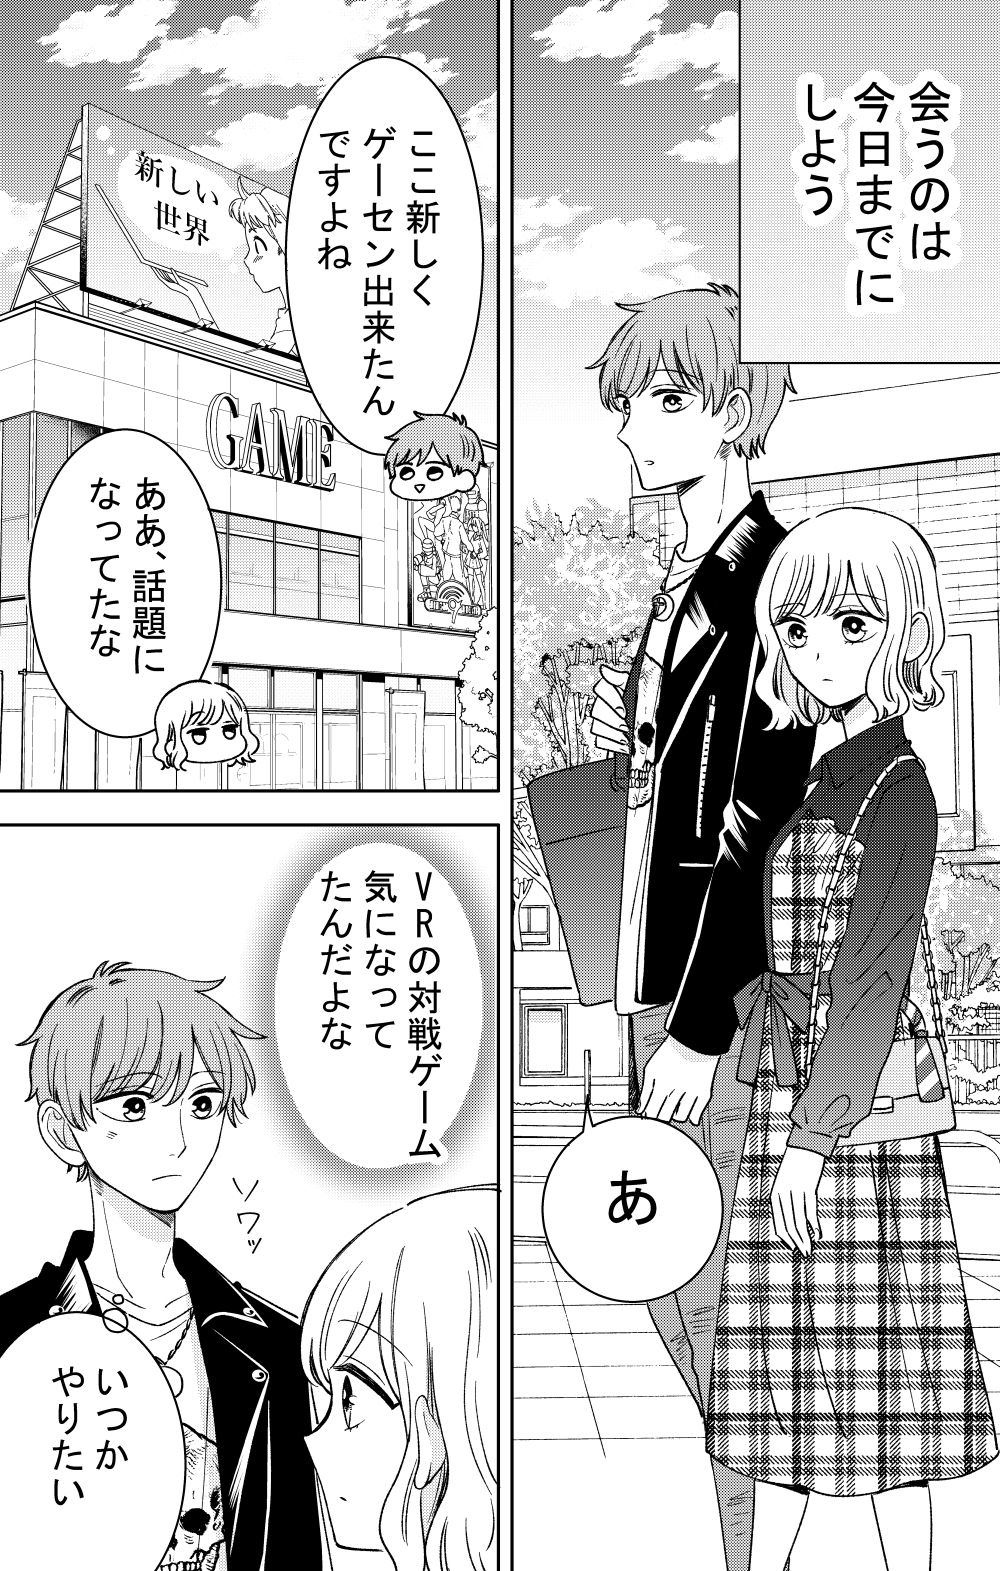 会うのは
今日までに
しよう
あ
ここ新しく
ゲーセン出来たん
ですよね
新しい
世界
GAME
ああ、話題に
なってたな
VRの対戦ゲーム
気になって
たんだよな
ソワッ
いつか
やりたい